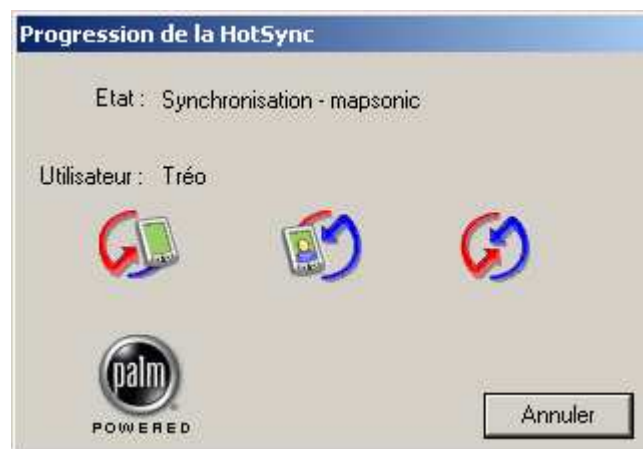 Progression de la HotSync
Etat : Synchronisation - mapsonic
Utilisateur : Tréo
palm
POWERED
Annuler